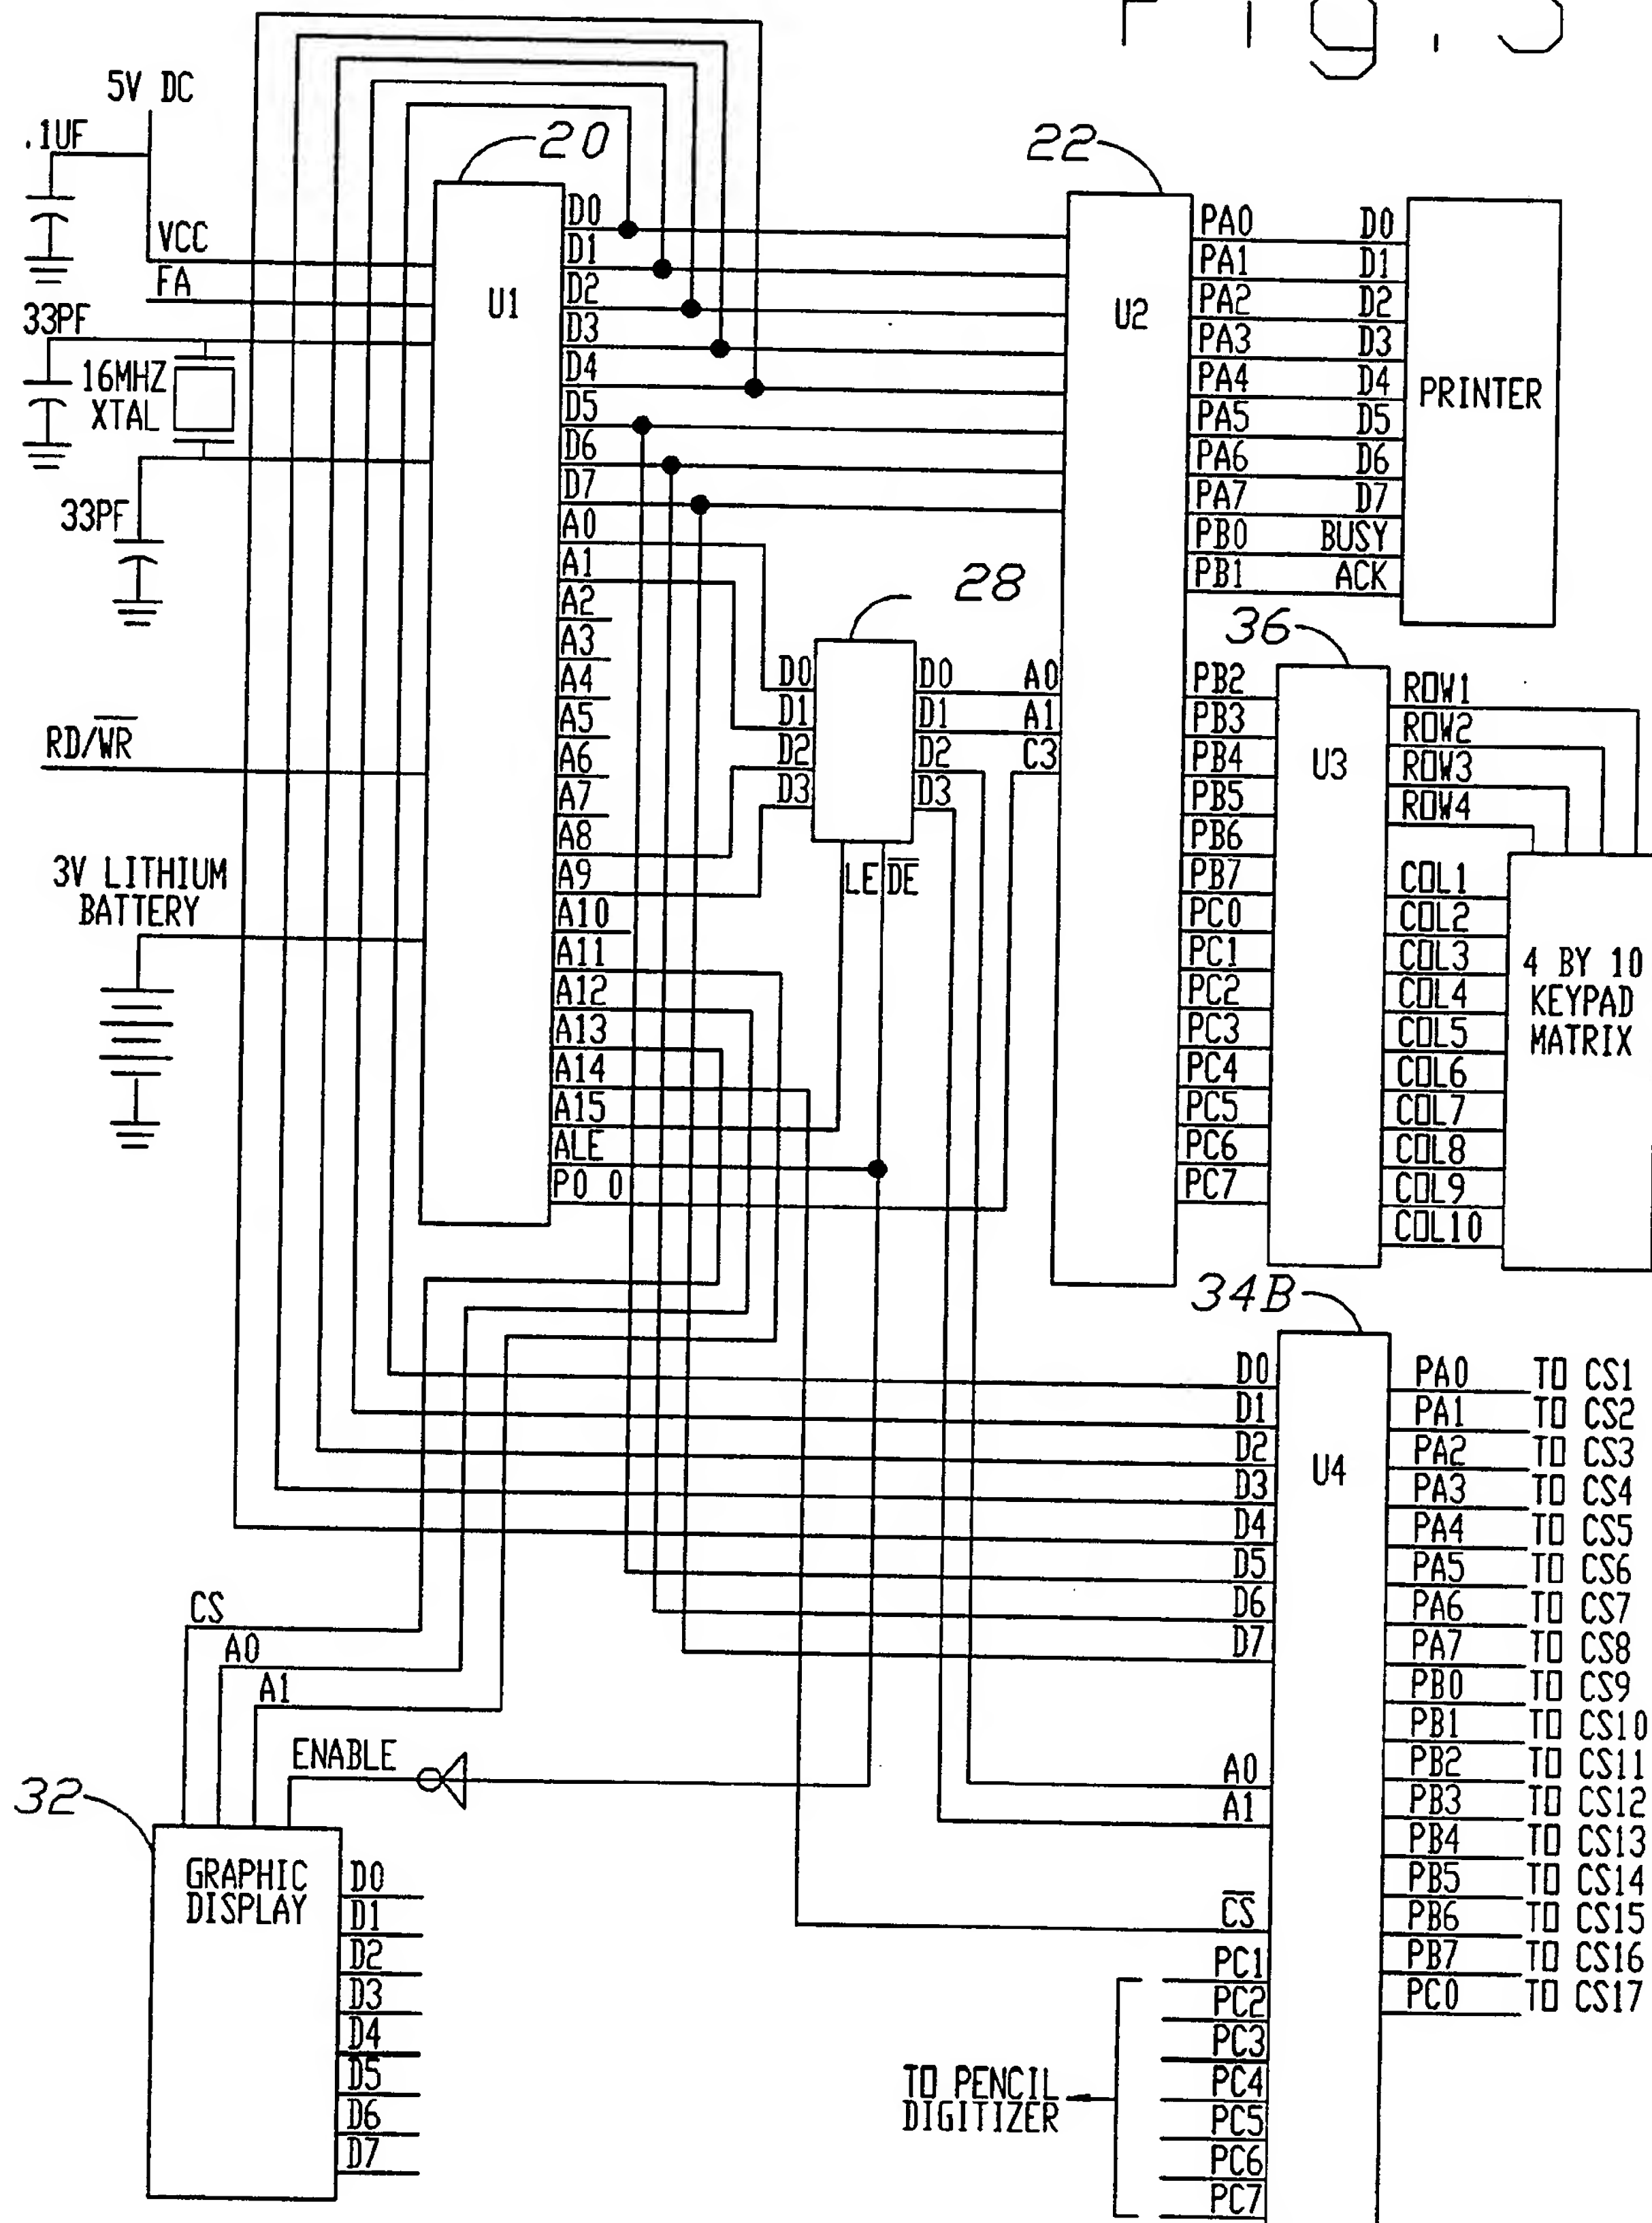 5V DC
.1UF
VCC
FA
33PF
16MHZ
XTAL
33PF
RD/WR
3V LITHIUM
BATTERY
20
U1
D0
D1
D2
D3
D4
D5
D6
D7
A0
A1
A2
A3
A4
A5
A6
A7
A8
A9
A10
A11
A12
A13
A14
A15
ALE
P0 0
28
D0
D1
D2
D3
D0
D1
D2
D3
LE
DE
22
A0
A1
C3
U2
PA0
PA1
PA2
PA3
PA4
PA5
PA6
PA7
PB0
PB1
D0
D1
D2
D3
D4
D5
D6
D7
BUSY
ACK
PRINTER
PB2
PB3
PB4
PB5
PB6
PB7
PC0
PC1
PC2
PC3
PC4
PC5
PC6
PC7
36
U3
ROW1
ROW2
ROW3
ROW4
COL1
COL2
COL3
COL4
COL5
COL6
COL7
COL8
COL9
COL10
4 BY 10
KEYPAD
MATRIX
34B
U4
D0
D1
D2
D3
D4
D5
D6
D7
A0
A1
CS
PC1
PC2
PC3
PC4
PC5
PC6
PC7
TO PENCIL
DIGITIZER
PA0 TO CS1
PA1 TO CS2
PA2 TO CS3
PA3 TO CS4
PA4 TO CS5
PA5 TO CS6
PA6 TO CS7
PA7 TO CS8
PB0 TO CS9
PB1 TO CS10
PB2 TO CS11
PB3 TO CS12
PB4 TO CS13
PB5 TO CS14
PB6 TO CS15
PB7 TO CS16
PC0 TO CS17
CS
A0
A1
ENABLE
32
GRAPHIC
DISPLAY
D0
D1
D2
D3
D4
D5
D6
D7